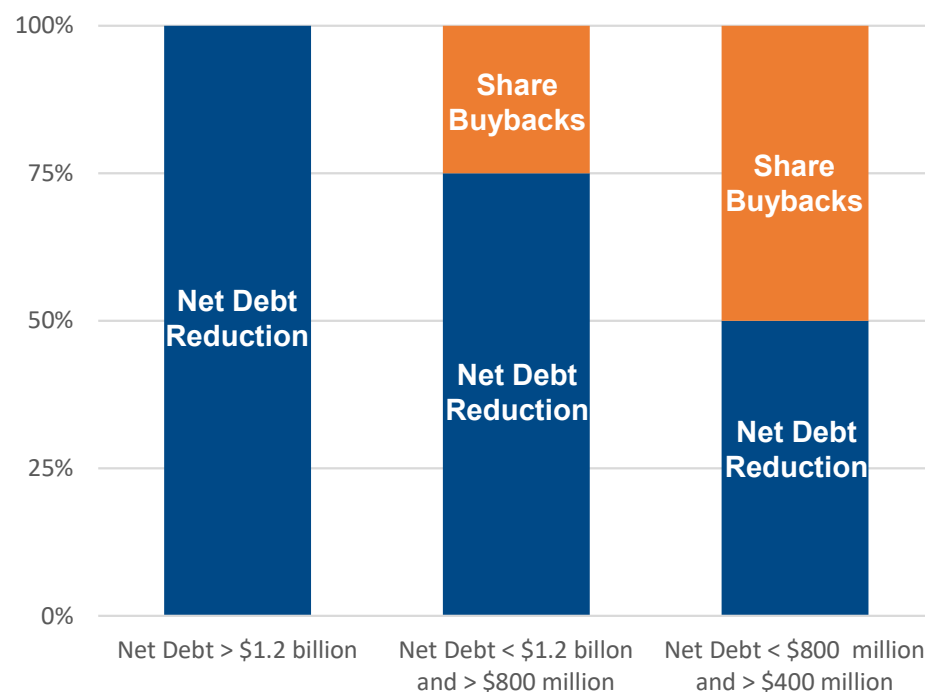 100%
75%
50%
25%
0%
Net Debt
Reduction
Share
Buybacks
Net Debt
Reduction
Share
Buybacks
Net Debt
Reduction
Net Debt > $1.2 billion
Net Debt < $1.2 billon
and > $800 million
Net Debt < $800  million
and > $400 million